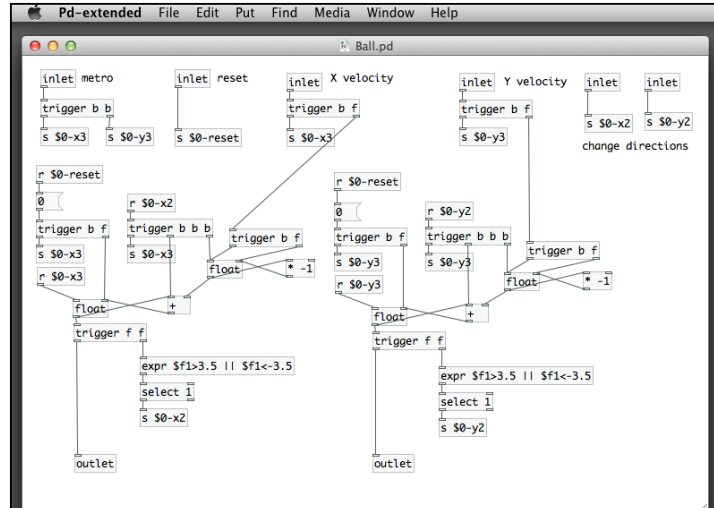 Pd-extended File Edit Put Find Media Window Help
Ball.pd
inlet metro inlet reset inlet X velocity inlet Y velocity inlet inlet
trigger b b trigger b f trigger b f
s $0-x3 s $0-y3 s $0-reset s $0-x3 s $0-y3 s $0-x2 s $0-y2
change directions
r $0-reset r $0-reset
0 r $0-x2 0 r $0-y2
trigger b f trigger b b b trigger b f trigger b f trigger b b b trigger b f
s $0-x3 s $0-x3 s $0-y3 s $0-y3
r $0-x3 float * -1 r $0-y3 float * -1
float + float +
trigger f f trigger f f
expr $f1>3.5 || $f1<-3.5 expr $f1>3.5 || $f1<-3.5
select 1 select 1
s $0-x2 s $0-y2
outlet outlet